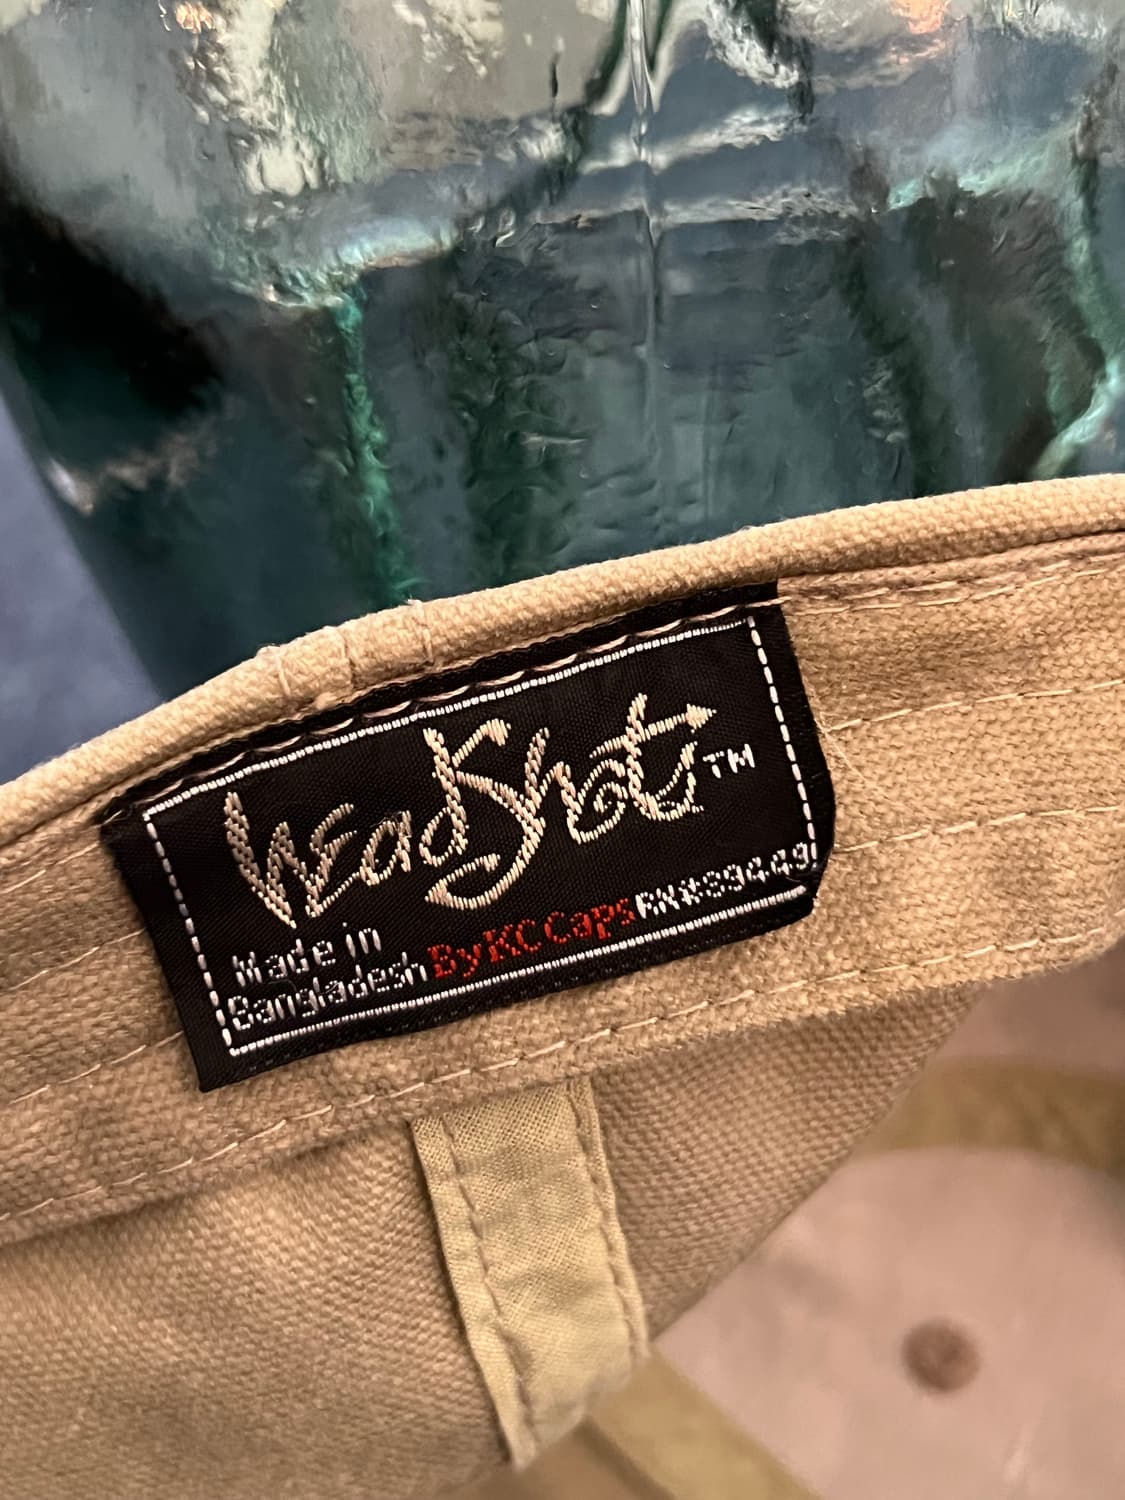 HeadShot™
Made in
Bangladesh By KC Caps RN#89449